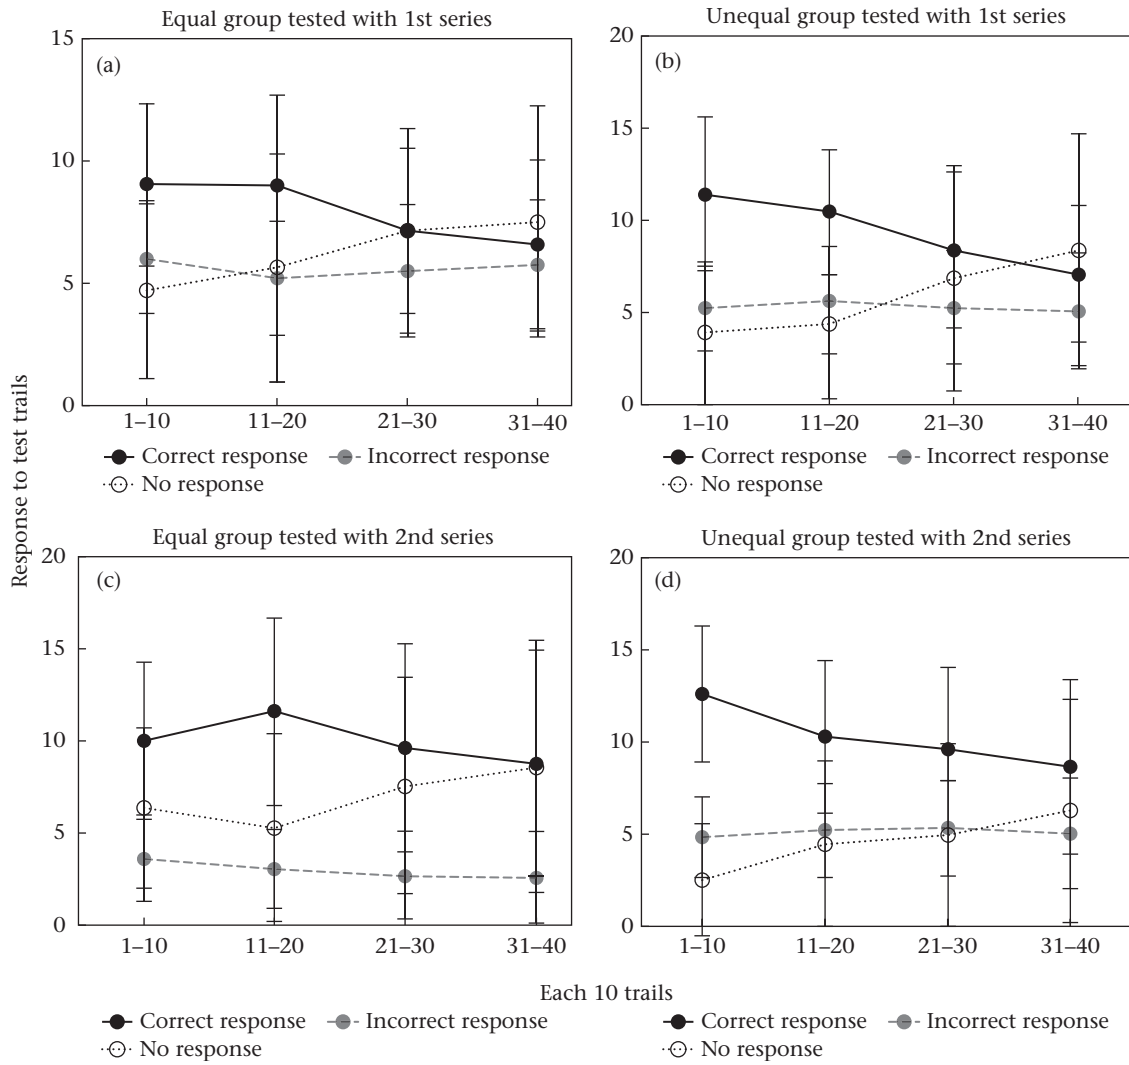 Equal group tested with 1st series
(a)
15
10
5
0
1–10
11–20
21–30
31–40
Correct response
Incorrect response
No response
Unequal group tested with 1st series
(b)
20
15
10
5
0
1–10
11–20
21–30
31–40
Correct response
Incorrect response
No response
Response to test trails
Equal group tested with 2nd series
(c)
20
15
10
5
0
1–10
11–20
21–30
31–40
Unequal group tested with 2nd series
(d)
20
15
10
5
0
1–10
11–20
21–30
31–40
Each 10 trails
Correct response
Incorrect response
No response
Correct response
Incorrect response
No response